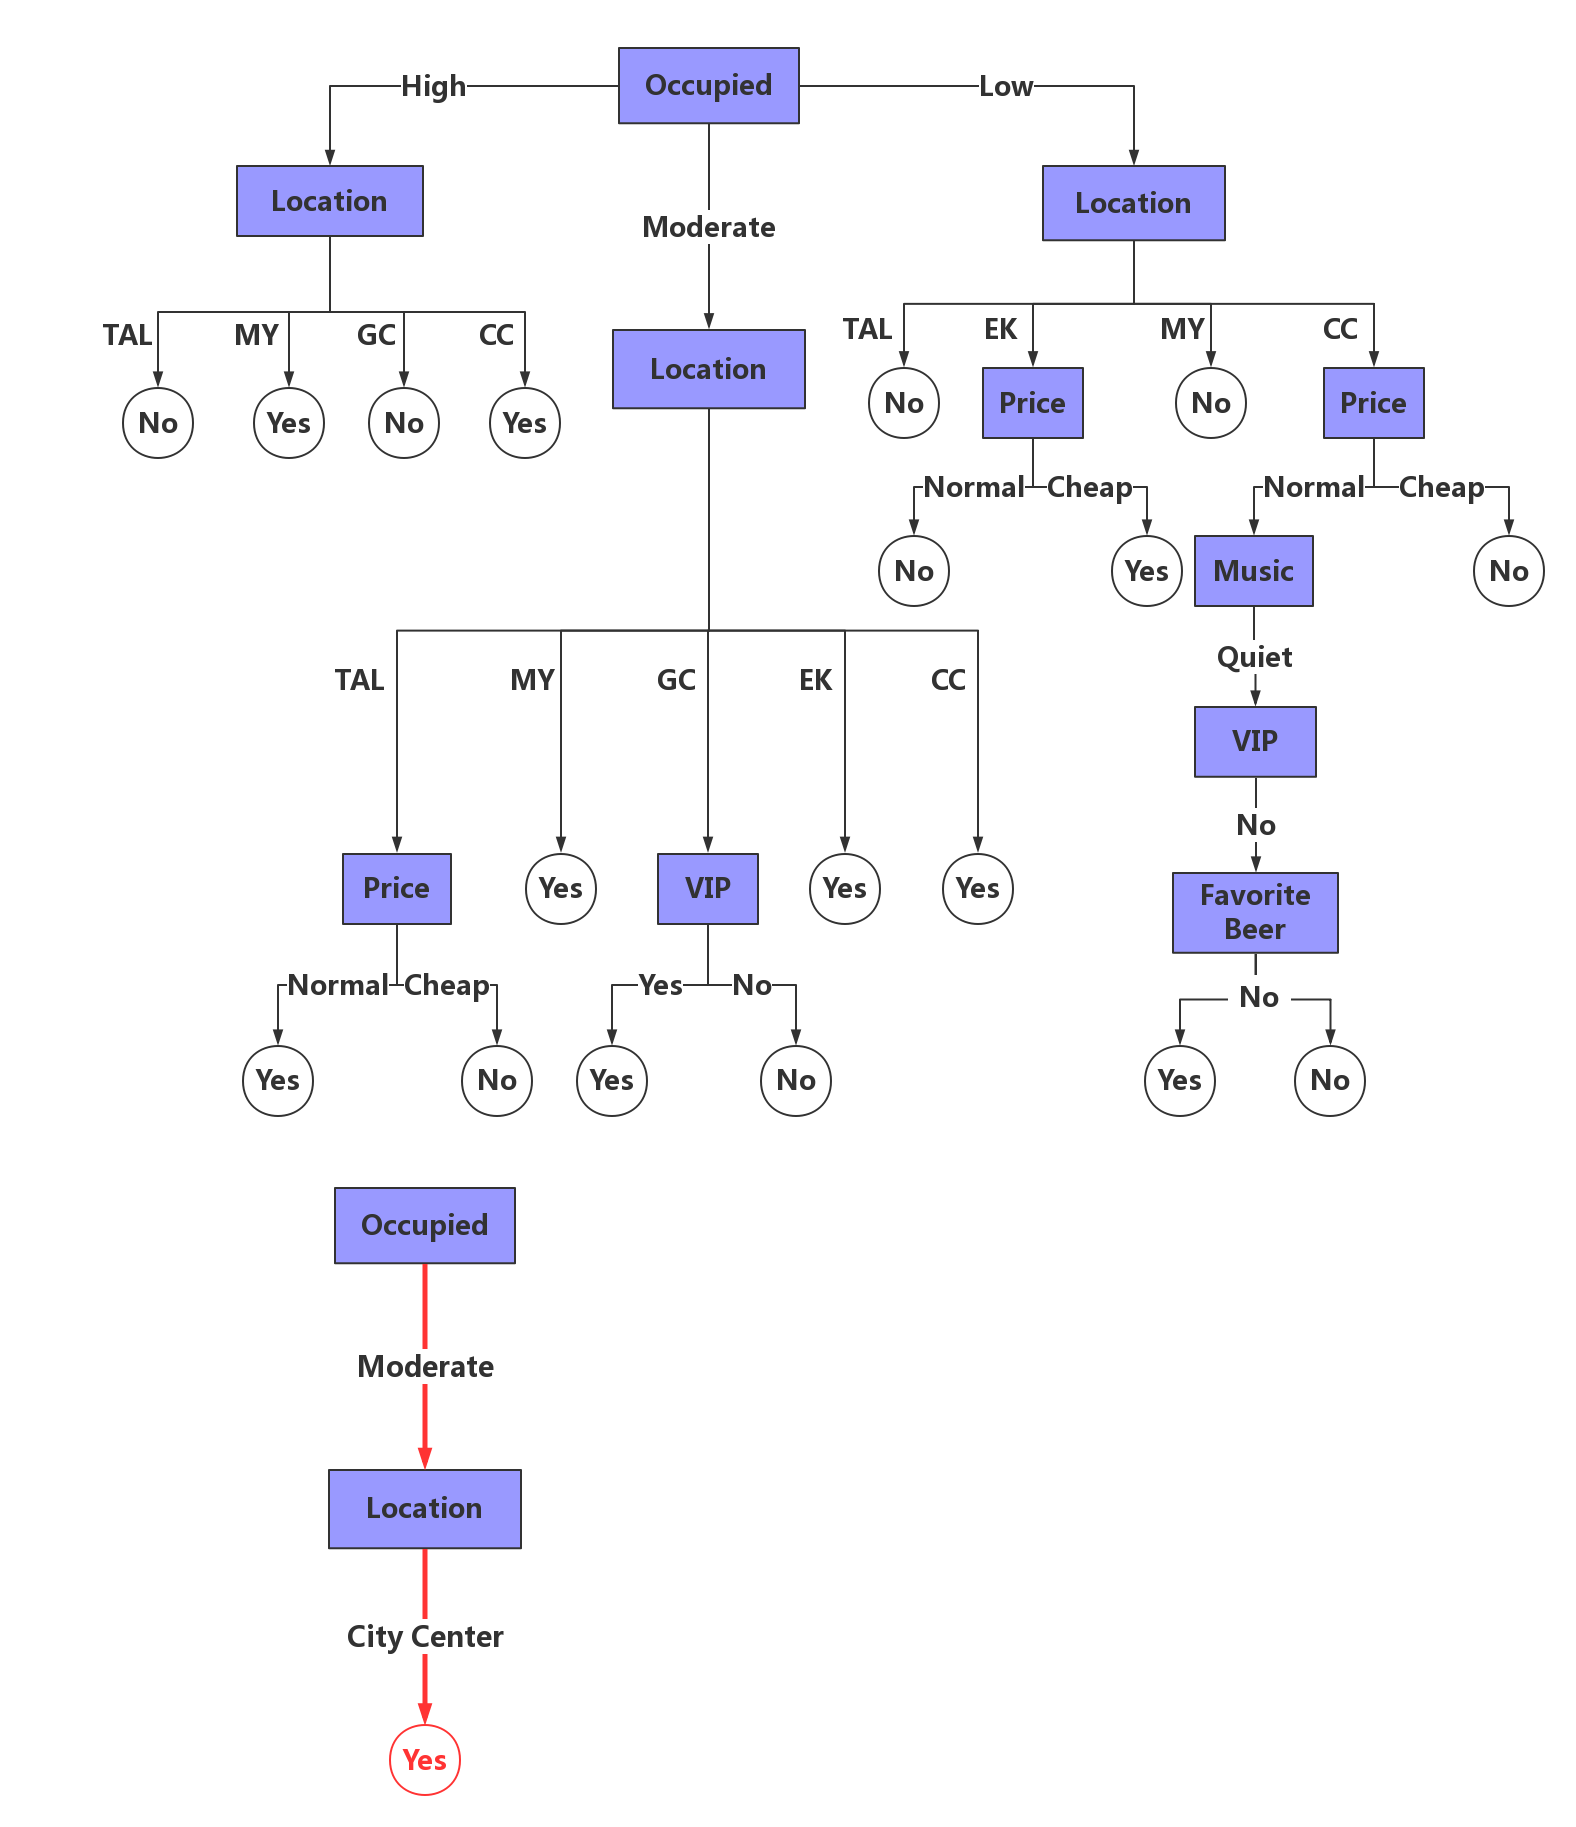 Occupied
High
Low
Location
Moderate
Location
Location
TAL
MY
GC
CC
TAL
EK
MY
CC
No
Yes
No
Yes
No
Price
No
Price
Normal
Cheap
Normal
Cheap
No
Yes
Music
No
Quiet
TAL
MY
GC
EK
CC
VIP
No
Price
Yes
VIP
Yes
Yes
Favorite
Beer
Normal
Cheap
Yes
No
No
Yes
No
Yes
No
Yes
No
Occupied
Moderate
Location
City Center
Yes